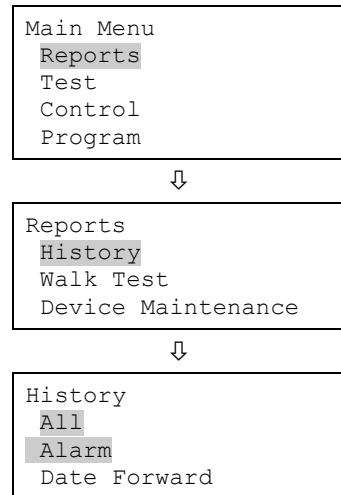 Main Menu
Reports
Test
Control
Program
⇩
Reports
History
Walk Test
Device Maintenance
⇩
History
All
Alarm
Date Forward